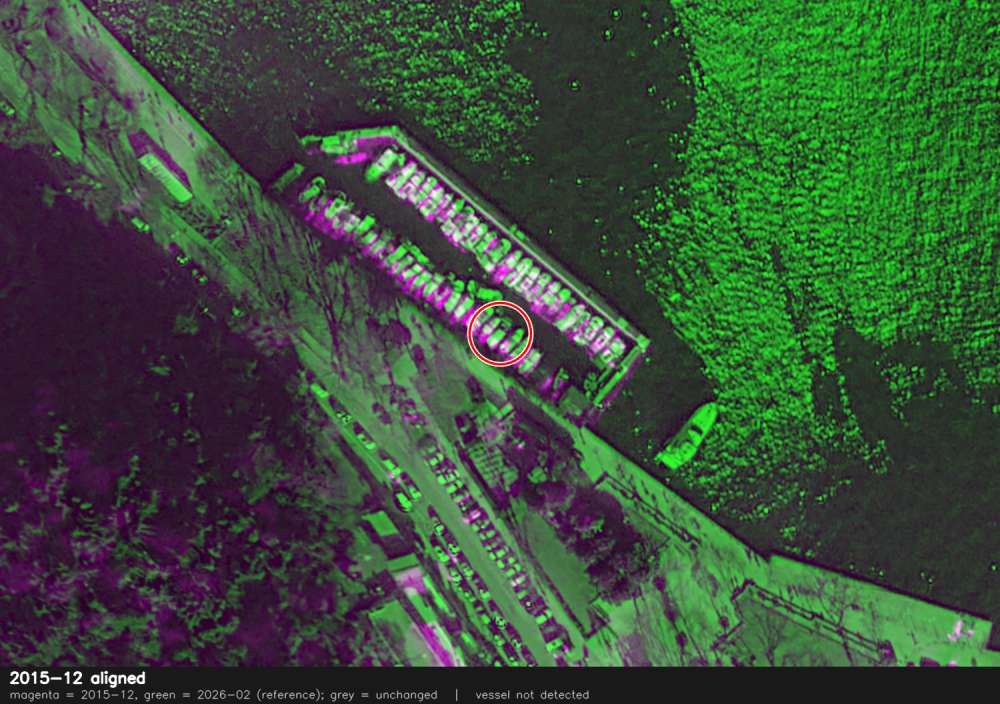 2015-12 aligned
magenta = 2015-12, green = 2026-02 (reference); grey = unchanged | vessel not detected